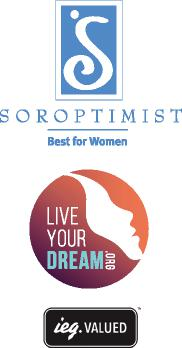 SOROPTIMIST
Best for Women
LIVE
YOUR
DREAM.ORG
ieg.VALUED